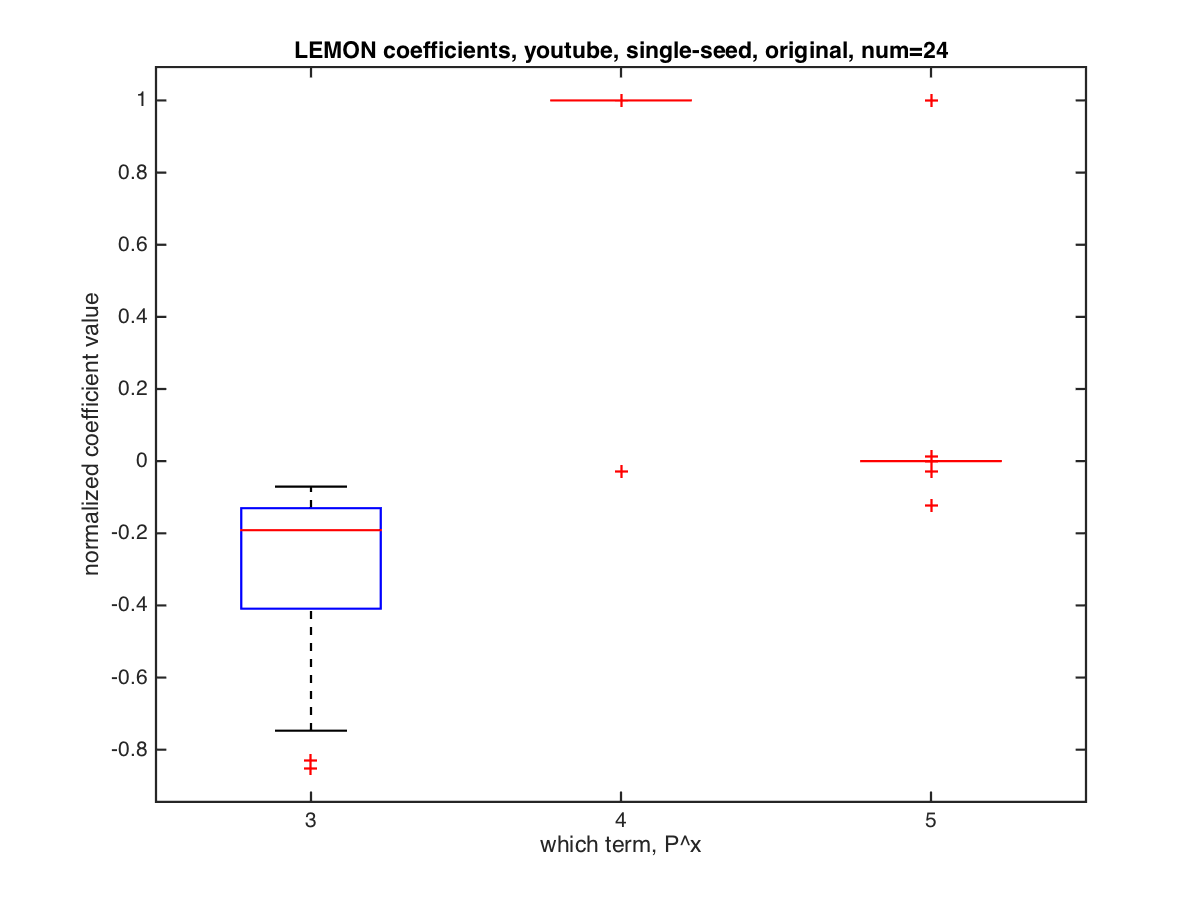 LEMON coefficients, youtube, single-seed, original, num=24
1
0.8
0.6
0.4
0.2
0
-0.2
-0.4
-0.6
-0.8
normalized coefficient value
3 4 5
which term, P^x